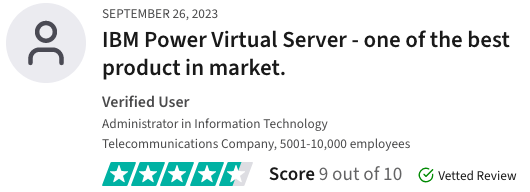 SEPTEMBER 26, 2023
IBM Power Virtual Server - one of the best
product in market.
Verified User
Administrator in Information Technology
Telecommunications Company, 5001-10,000 employees
Score 9 out of 10 Vetted Review